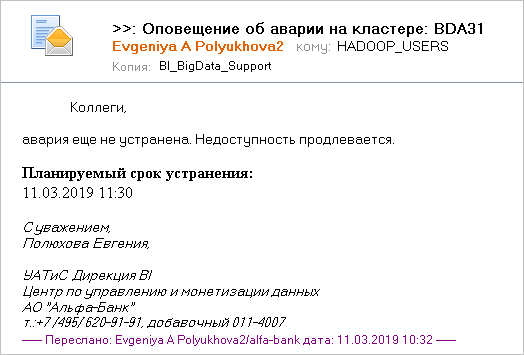 >>: Оповещение об аварии на кластере: BDA31
Evgeniya A Polyukhova2 кому: HADOOP_USERS
Копия: BI_BigData_Support
Коллеги,
авария еще не устранена. Недоступность продлевается.
Планируемый срок устранения:
11.03.2019 11:30
С уважением,
Полюхова Евгения,
УАТиС Дирекция BI
Центр по управлению и монетизации данных
АО "Альфа-Банк"
т.:+7 /495/ 620-91-91, добавочный 011-4007
----- Переслано: Evgeniya A Polyukhova2/alfa-bank дата: 11.03.2019 10:32 -----